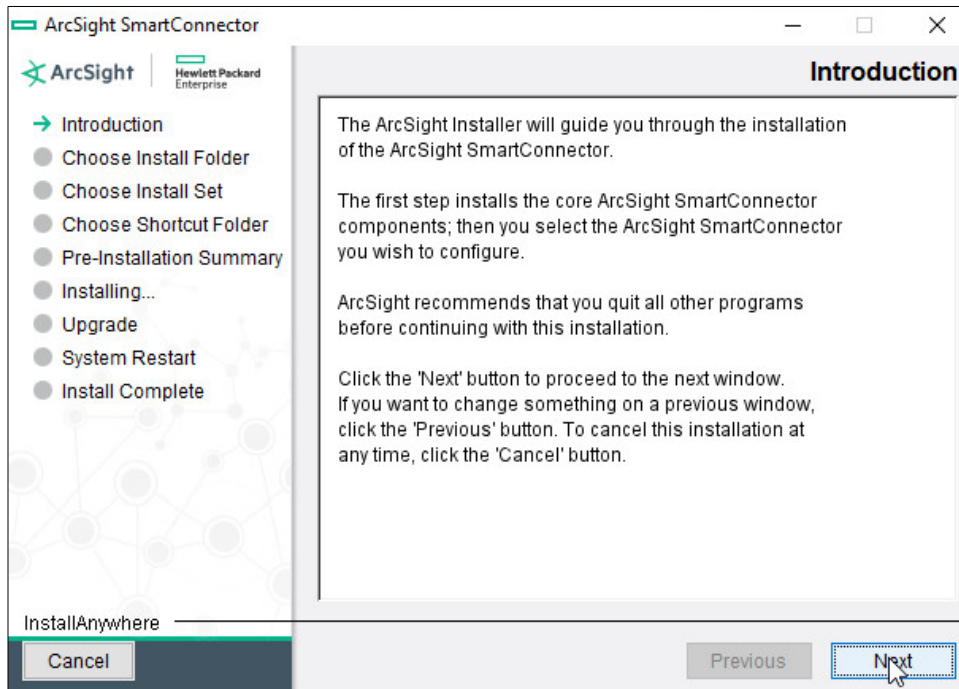 ArcSight SmartConnector
ArcSight
Hewlett Packard
Enterprise
Introduction
Introduction
Choose Install Folder
Choose Install Set
Choose Shortcut Folder
Pre-Installation Summary
Installing...
Upgrade
System Restart
Install Complete
The ArcSight Installer will guide you through the installation
of the ArcSight SmartConnector.
The first step installs the core ArcSight SmartConnector
components; then you select the ArcSight SmartConnector
you wish to configure.
ArcSight recommends that you quit all other programs
before continuing with this installation.
Click the 'Next' button to proceed to the next window.
If you want to change something on a previous window,
click the 'Previous' button. To cancel this installation at
any time, click the 'Cancel' button.
InstallAnywhere
Cancel
Previous
Next